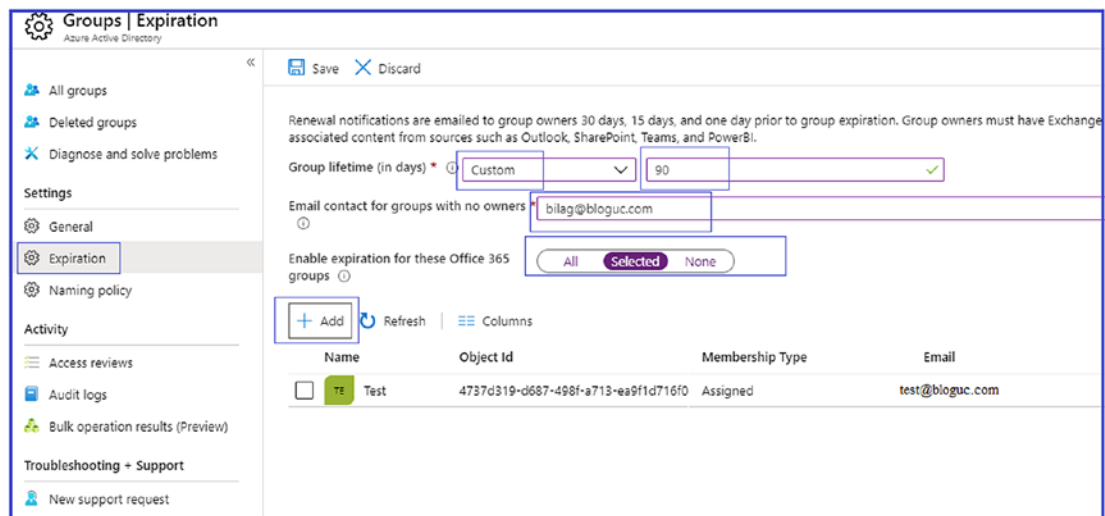 Groups | Expiration
Azure Active Directory
«
All groups
Deleted groups
Diagnose and solve problems
Settings
General
Expiration
Naming policy
Activity
Access reviews
Audit logs
Bulk operation results (Preview)
Troubleshooting + Support
New support request
Save Discard
Renewal notifications are emailed to group owners 30 days, 15 days, and one day prior to group expiration. Group owners must have Exchange
associated content from sources such as Outlook, SharePoint, Teams, and PowerBI.
Group lifetime (in days) * Custom 90
Email contact for groups with no owners * bilag@bloguc.com
Enable expiration for these Office 365
groups
All Selected None
+ Add Refresh | Columns
Name Object Id Membership Type Email
TE Test 4737d319-d687-498f-a713-ea9f1d716f0 Assigned test@bloguc.com